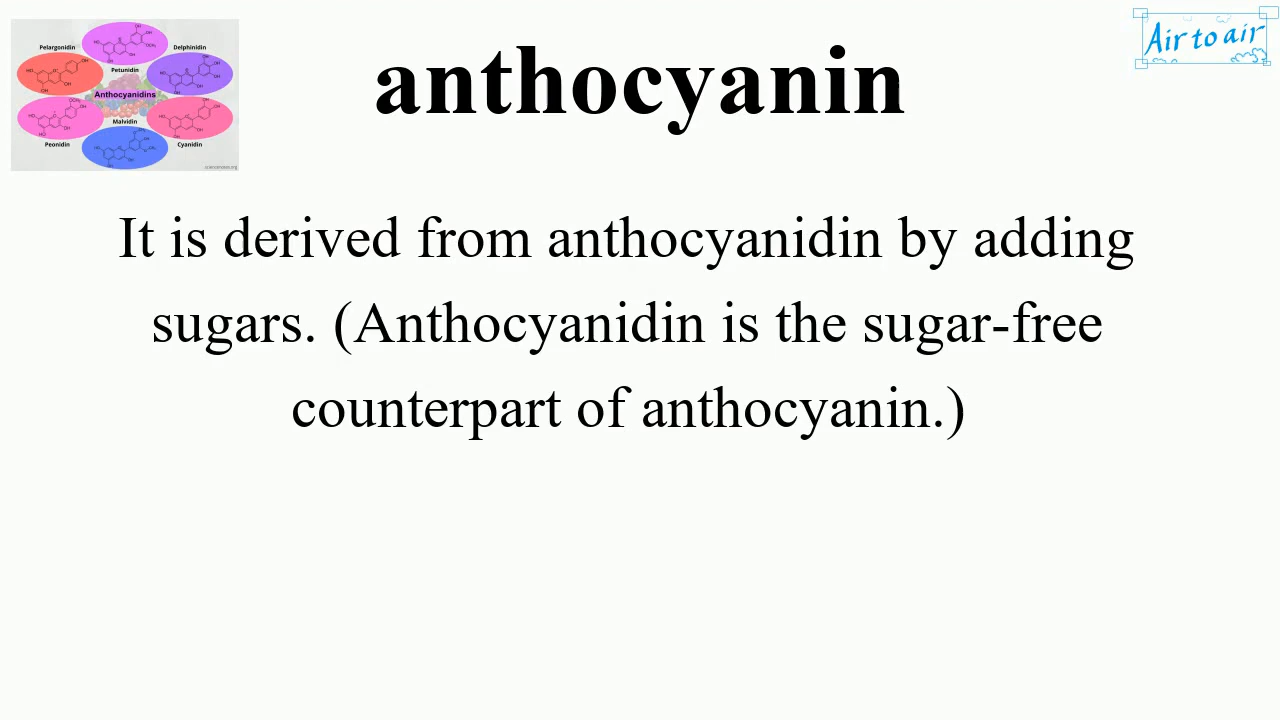 anthocyanin
Air to air
Pelargonidin
Delphinidin
Petunidin
Anthocyanidins
Malvidin
Peonidin
Cyanidin
It is derived from anthocyanidin by adding
sugars. (Anthocyanidin is the sugar-free
counterpart of anthocyanin.)